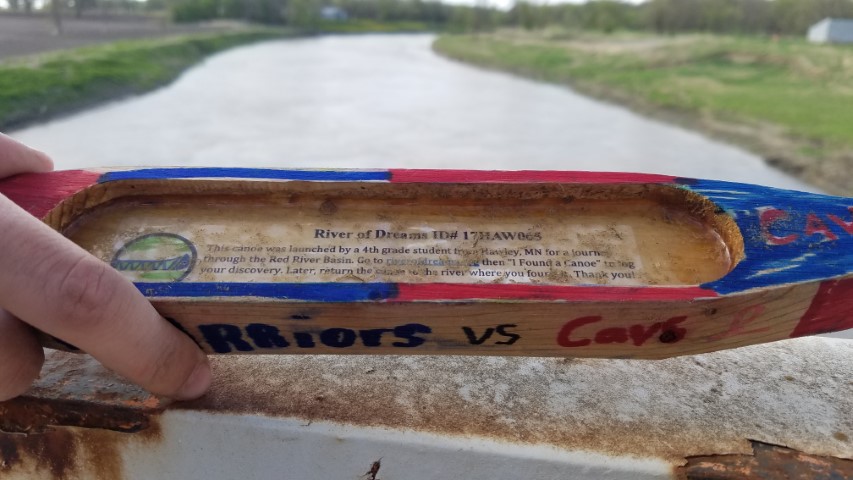 River of Dreams ID# 17HAW065
This canoe was launched by a 4th grade student from Hawley, MN for a journey
through the Red River Basin. Go to then "I Found a Canoe" to log
your discovery. Later, return the canoe to the river where you found it. Thank you!
CAV
RRiors vs Cavs